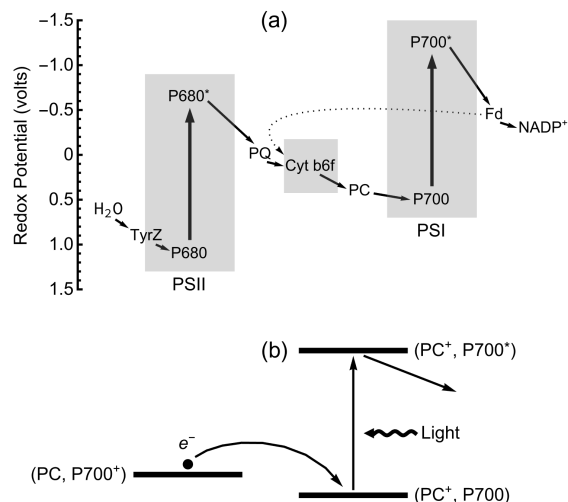 (a)
Redox Potential (volts)
−1.5
−1.0
−0.5
0
0.5
1.0
1.5
H₂O
TyrZ
P680
P680*
PSII
PQ
Cyt b6f
PC
P700
P700*
PSI
Fd
NADP⁺
(b)
(PC⁺, P700*)
Light
e⁻
(PC, P700⁺)
(PC⁺, P700)